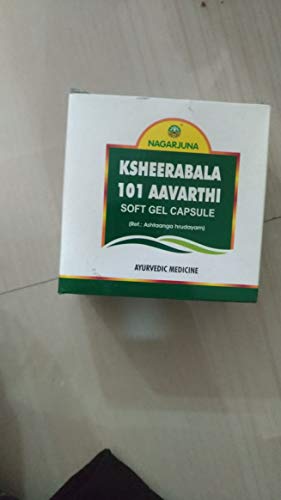 NAGARJUNA
KSHEERABALA
101 AAVARTHI
SOFT GEL CAPSULE
(Ref.: Ashtaanga hrudayam)
AYURVEDIC MEDICINE